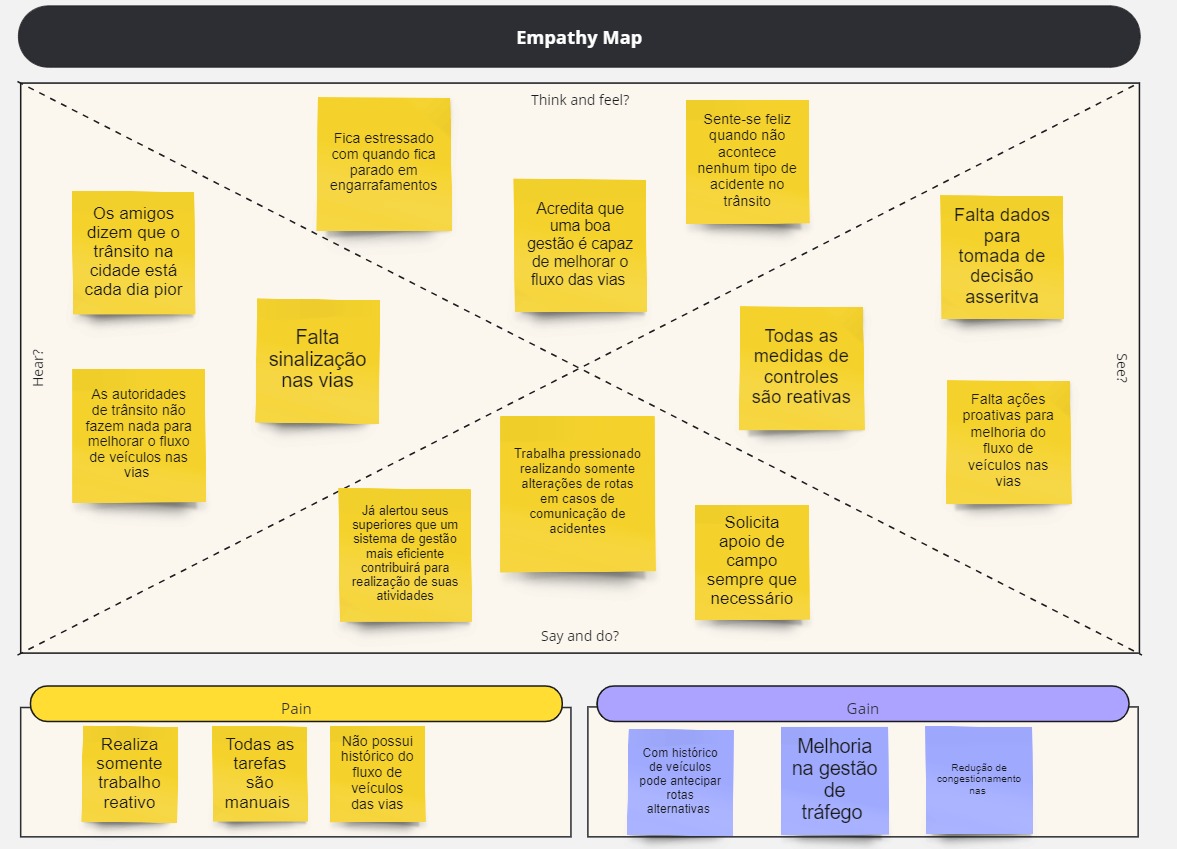 Empathy Map
Think and feel?
Fica estressado
com quando fica
parado em
engarrafamentos
Acredita que
uma boa
gestão é capaz
de melhorar o
fluxo das vias
Sente-se feliz
quando não
acontece
nenhum tipo de
acidente no
trânsito
Hear?
Os amigos
dizem que o
trânsito na
cidade está
cada dia pior
Falta
sinalização
nas vias
As autoridades
de trânsito não
fazem nada para
melhorar o fluxo
de veículos nas
vias
See?
Falta dados
para
tomada de
decisão
asseritva
Todas as
medidas de
controles
são reativas
Falta ações
proativas para
melhoria do
fluxo de
veículos nas
vias
Já alertou seus
superiores que um
sistema de gestão
mais eficiente
contribuirá para
realização de suas
atividades
Trabalha pressionado
realizando somente
alterações de rotas
em casos de
comunicação de
acidentes
Solicita
apoio de
campo
sempre que
necessário
Say and do?
Pain
Realiza
somente
trabalho
reativo
Todas as
tarefas
são
manuais
Não possui
histórico do
fluxo de
veículos
das vias
Gain
Com histórico
de veículos
pode antecipar
rotas
alternativas
Melhoria
na gestão
de
tráfego
Redução de
congestionamento
nas